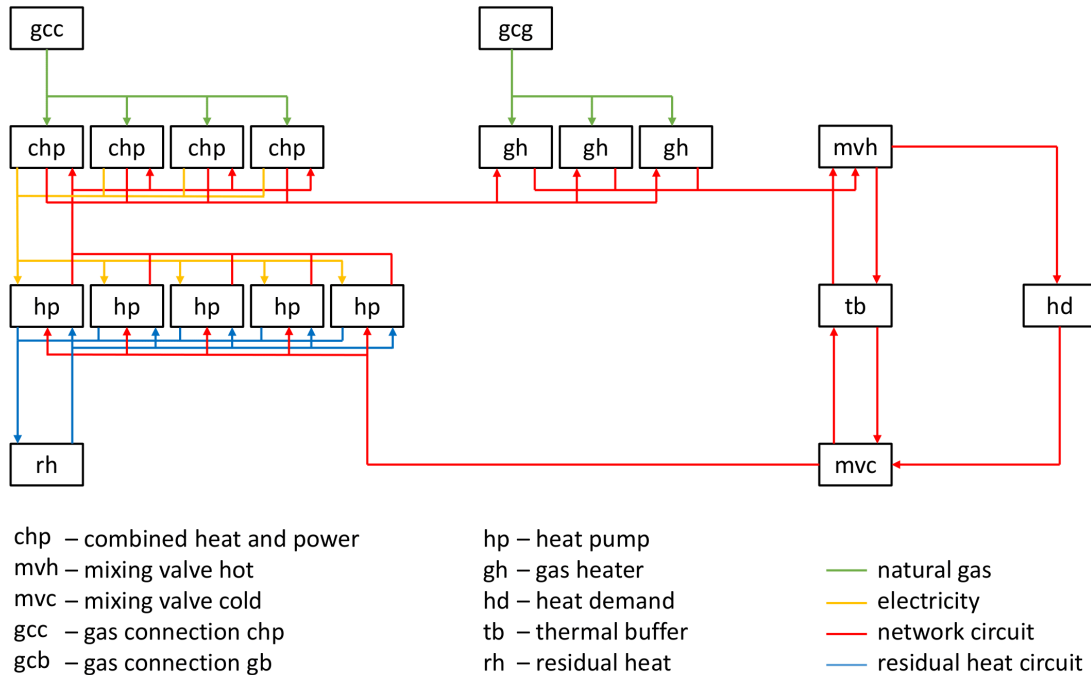 gcc
gcg
chp
chp
chp
chp
gh
gh
gh
mvh
hp
hp
hp
hp
hp
tb
hd
rh
mvc
chp – combined heat and power
mvh – mixing valve hot
mvc – mixing valve cold
gcc – gas connection chp
gcb – gas connection gb
hp – heat pump
gh – gas heater
hd – heat demand
tb – thermal buffer
rh – residual heat
natural gas
electricity
network circuit
residual heat circuit